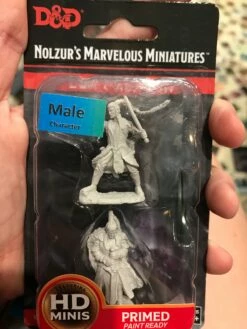 D&D
NOLZUR'S MARVELOUS MINIATURES™
Male
Character
HD
MINIS
PRIMED
PAINT READY